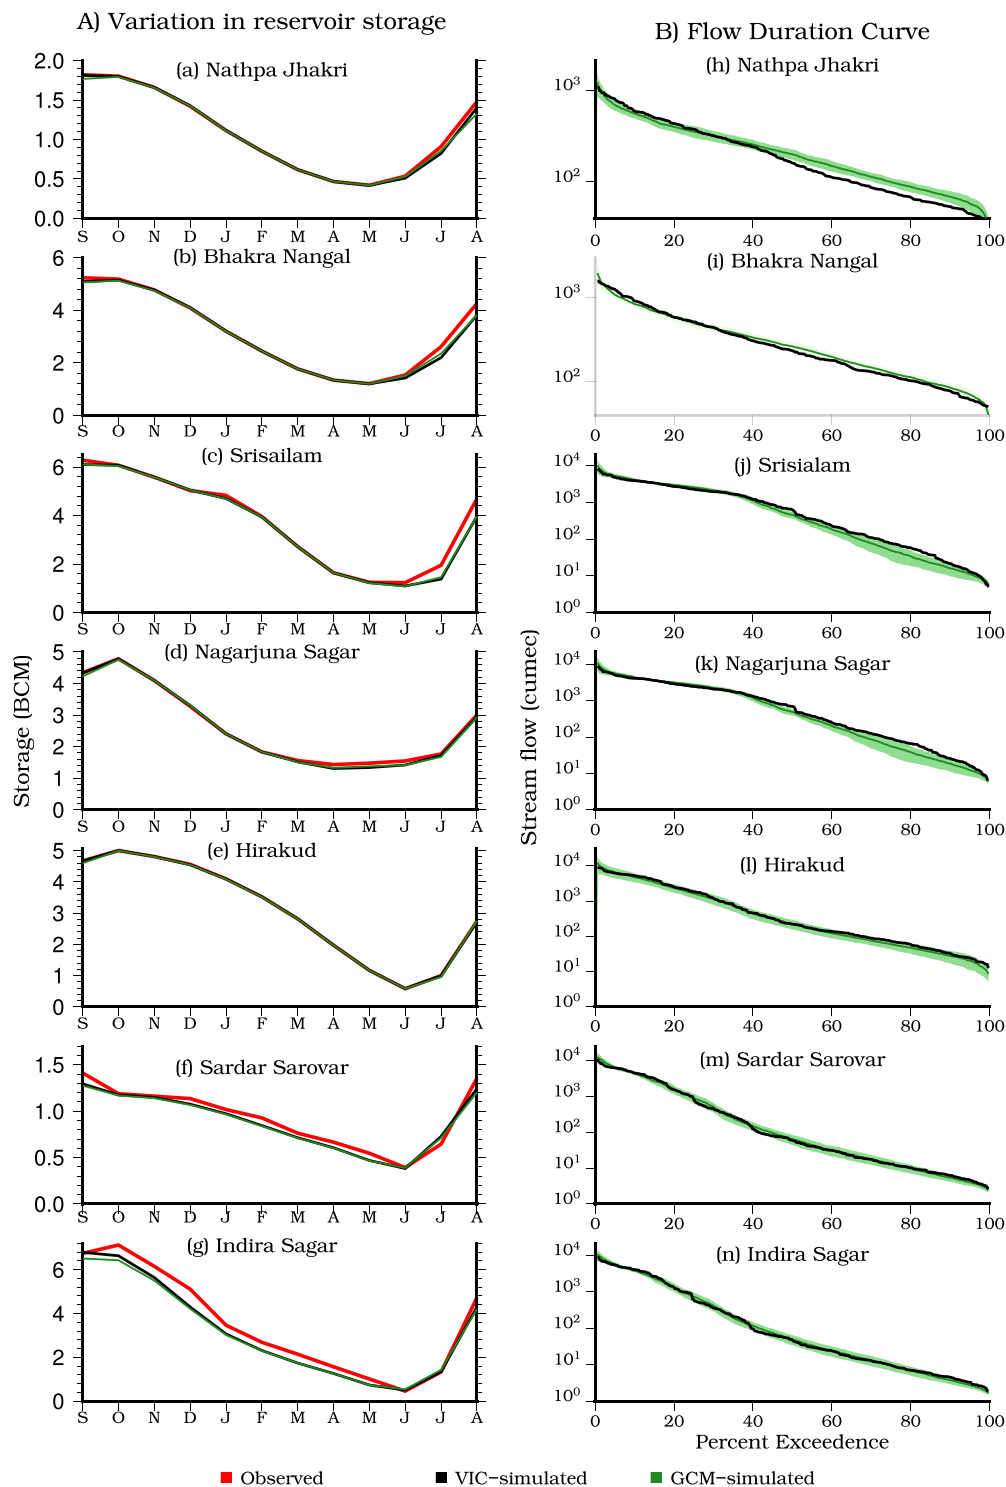 A) Variation in reservoir storage
(a) Nathpa Jhakri
2.0
1.5
1.0
0.5
0.0
S O N D J F M A M J J A
(b) Bhakra Nangal
6
4
2
0
S O N D J F M A M J J A
(c) Srisailam
6
4
2
0
S O N D J F M A M J J A
(d) Nagarjuna Sagar
5
4
3
2
1
0
S O N D J F M A M J J A
Storage (BCM)
(e) Hirakud
5
4
3
2
1
0
S O N D J F M A M J J A
(f) Sardar Sarovar
1.5
1.0
0.5
0.0
S O N D J F M A M J J A
(g) Indira Sagar
6
4
2
0
S O N D J F M A M J J A
B) Flow Duration Curve
(h) Nathpa Jhakri
10³
10²
0 20 40 60 80 100
(i) Bhakra Nangal
10³
10²
0 20 40 60 80 100
(j) Srisialam
10⁴
10³
10²
10¹
10⁰
0 20 40 60 80 100
(k) Nagarjuna Sagar
10⁴
10³
10²
10¹
10⁰
0 20 40 60 80 100
Stream flow (cumec)
(l) Hirakud
10⁴
10³
10²
10¹
10⁰
0 20 40 60 80 100
(m) Sardar Sarovar
10⁴
10³
10²
10¹
10⁰
0 20 40 60 80 100
(n) Indira Sagar
10⁴
10³
10²
10¹
10⁰
0 20 40 60 80 100
Percent Exceedence
Observed VIC−simulated GCM−simulated